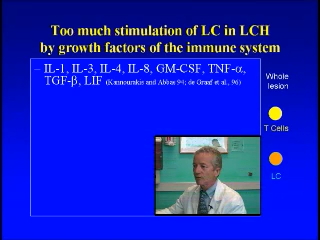 Too much stimulation of LC in LCH
by growth factors of the immune system
– IL-1, IL-3, IL-4, IL-8, GM-CSF, TNF-α,
TGF-β, LIF (Kannourakis and Abbas 94; de Graaf et al., 96)
Whole
lesion
T Cells
LC